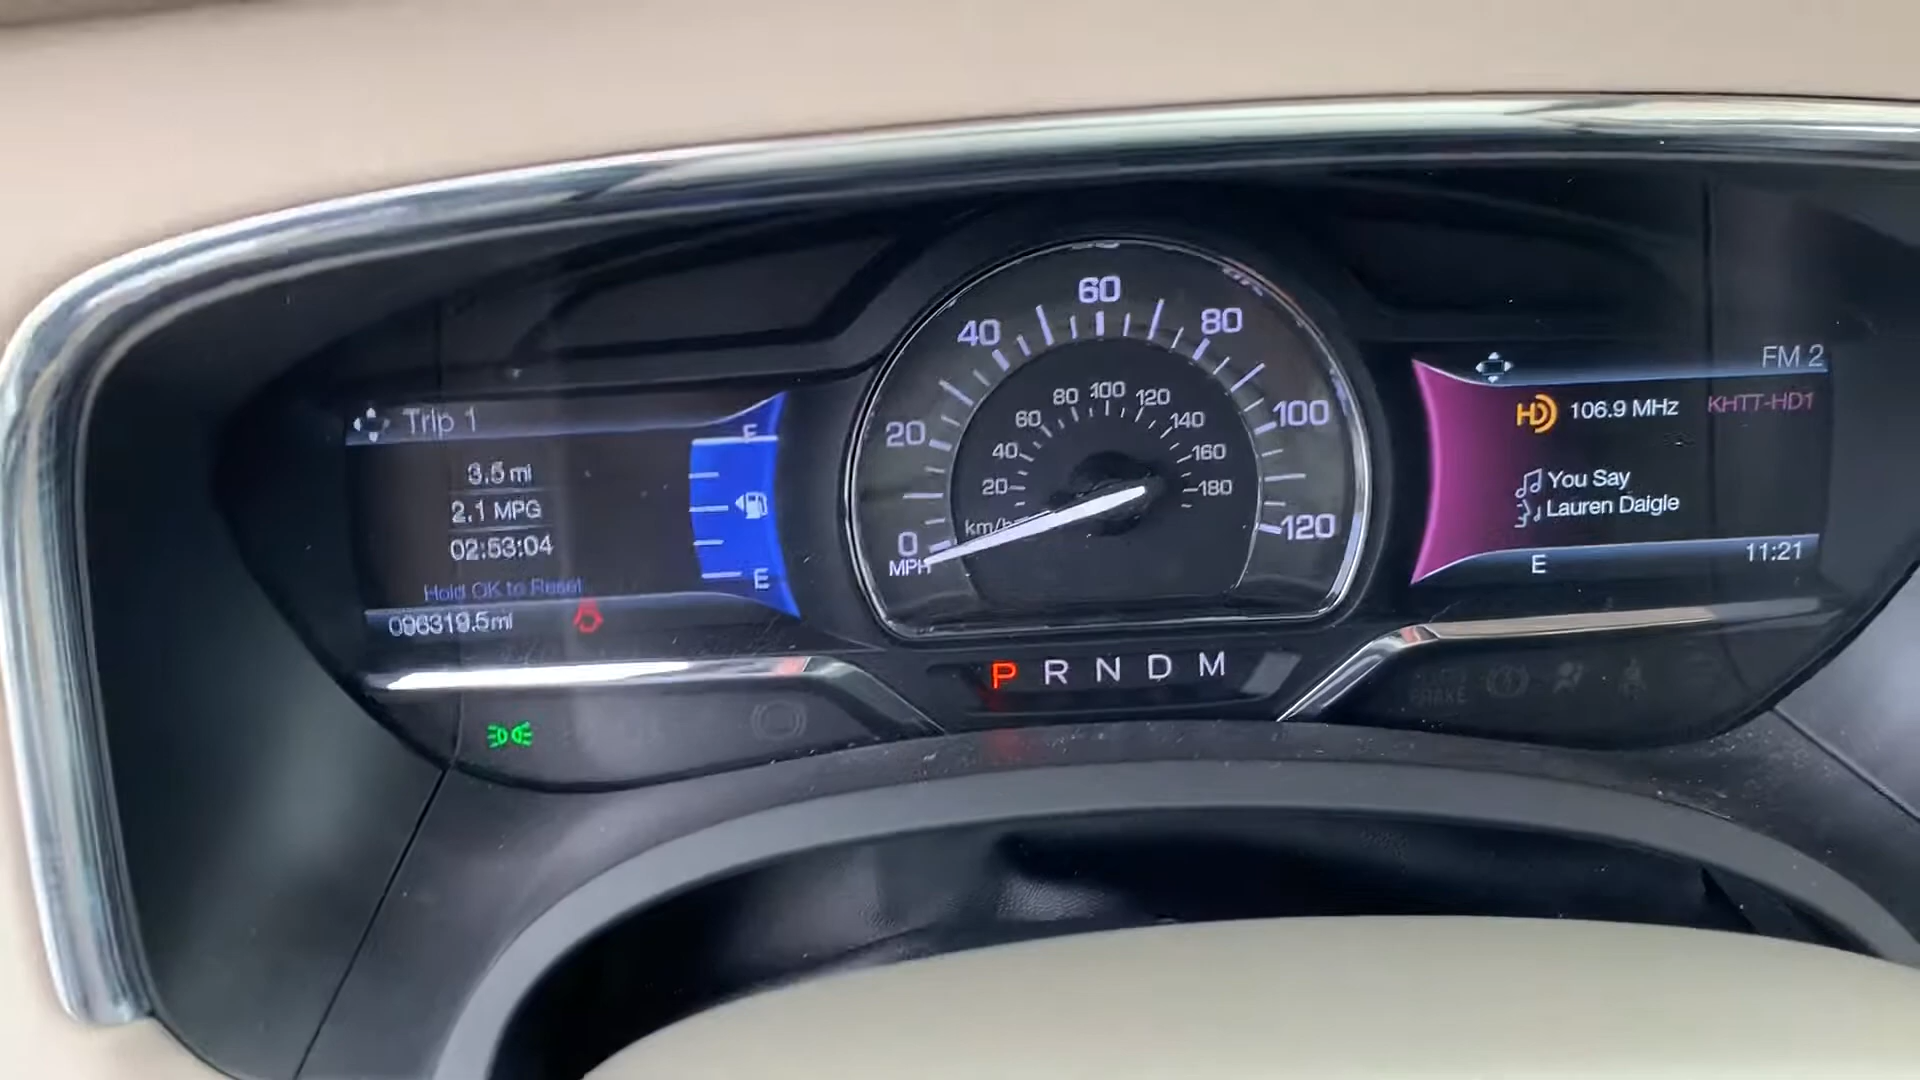 Trip 1
3.5 mi
2.1 MPG
02:53:04
Hold OK to Reset
096319.5mi
F
E
0
20
40
60
80
100
120
MPH
km/h
20
40
60
80
100
120
140
160
180
P R N D M
FM 2
HD 106.9 MHz KHTT-HD1
You Say
Lauren Daigle
E 11:21
BRAKE